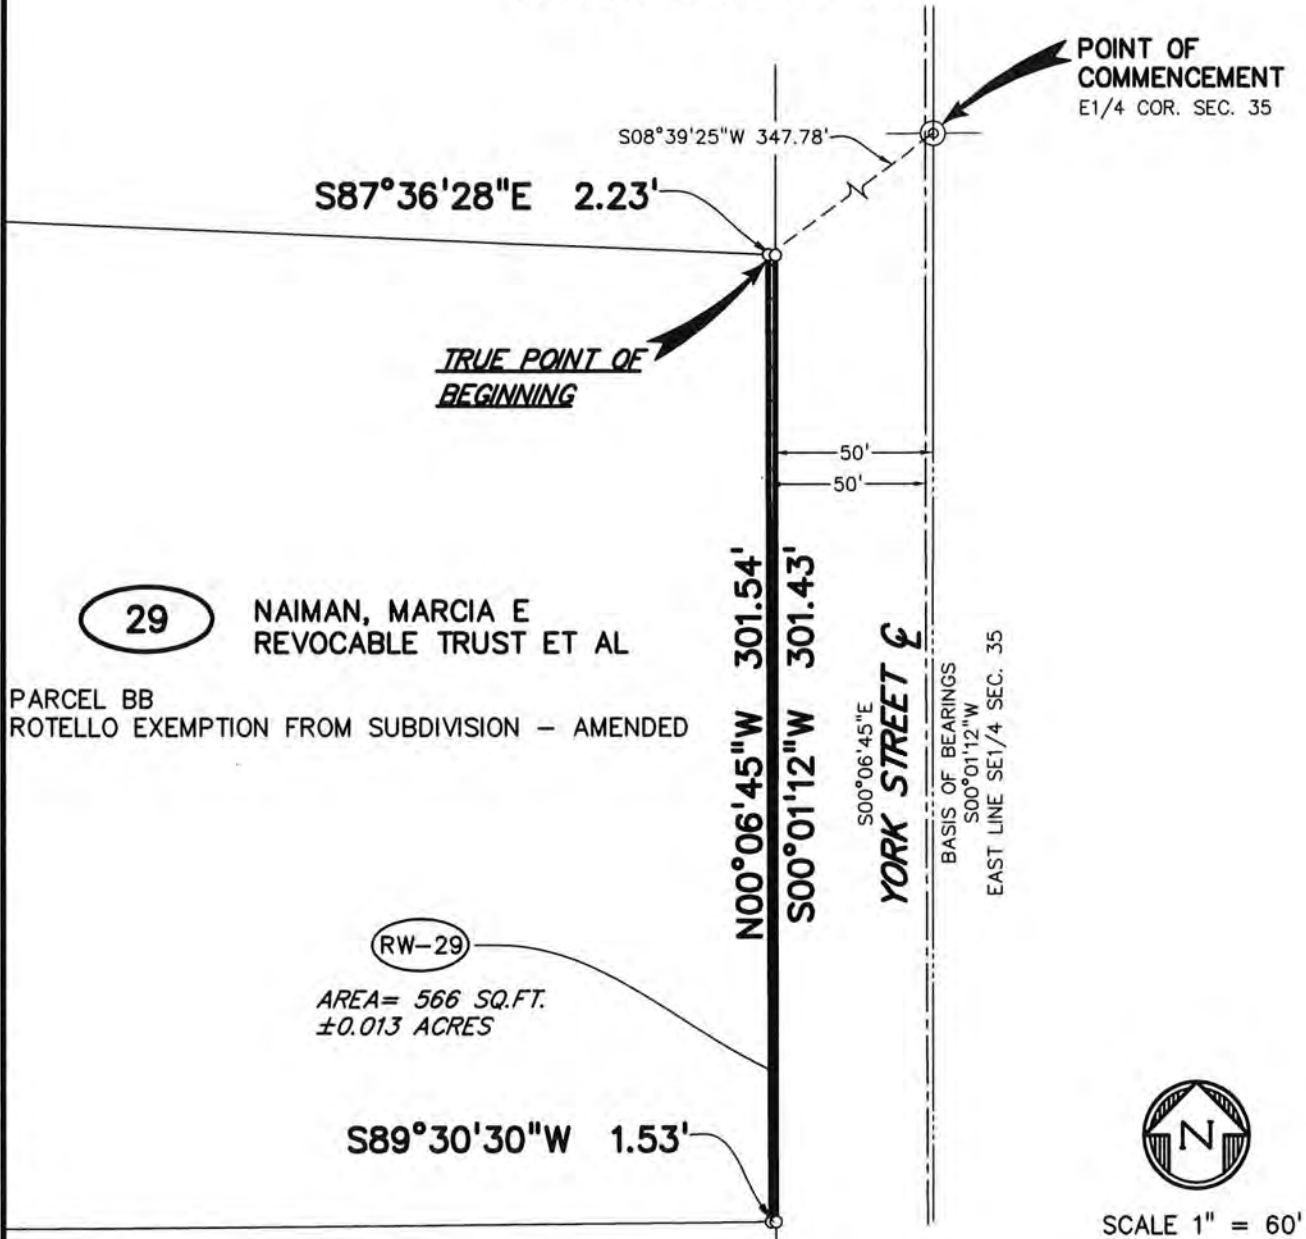 POINT OF
COMMENCEMENT
E1/4 COR. SEC. 35
S08°39'25"W 347.78'
S87°36'28"E 2.23'
TRUE POINT OF
BEGINNING
50'
50'
N00°06'45"W 301.54'
S00°01'12"W 301.43'
S00°06'45"E
YORK STREET ℄
BASIS OF BEARINGS
S00°01'12"W
EAST LINE SE1/4 SEC. 35
29
NAIMAN, MARCIA E
REVOCABLE TRUST ET AL
PARCEL BB
ROTELLO EXEMPTION FROM SUBDIVISION – AMENDED
RW–29
AREA= 566 SQ.FT.
±0.013 ACRES
S89°30'30"W 1.53'
N
SCALE 1" = 60'